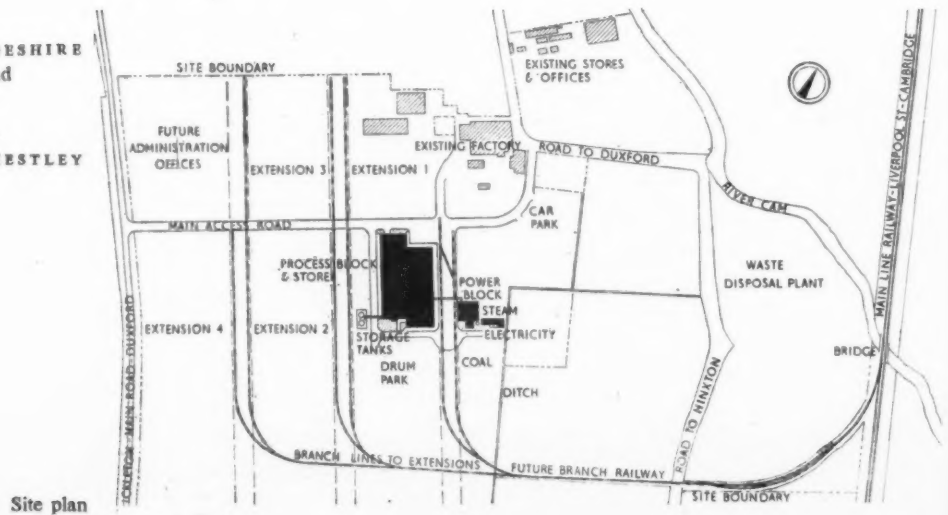 ESHIRE
d
ESTLEY
SITE BOUNDARY
EXISTING STORES
& OFFICES
FUTURE
ADMINISTRATION
OFFICES
EXTENSION 3
EXTENSION 1
EXISTING FACTORY
ROAD TO DUXFORD
RIVER CAM
MAIN LINE RAILWAY-LIVERPOOL ST-CAMBRIDGE
MAIN ACCESS ROAD
CAR
PARK
PROCESS BLOCK
& STORE
POWER
BLOCK
STEAM
ELECTRICITY
WASTE
DISPOSAL PLANT
EXTENSION 4
EXTENSION 2
STORAGE
TANKS
DRUM
PARK
COAL
DITCH
BRIDGE
ICKLETON MAIN ROAD DUXFORD
ROAD TO HINXTON
BRANCH LINES TO EXTENSIONS
FUTURE BRANCH RAILWAY
SITE BOUNDARY
Site plan